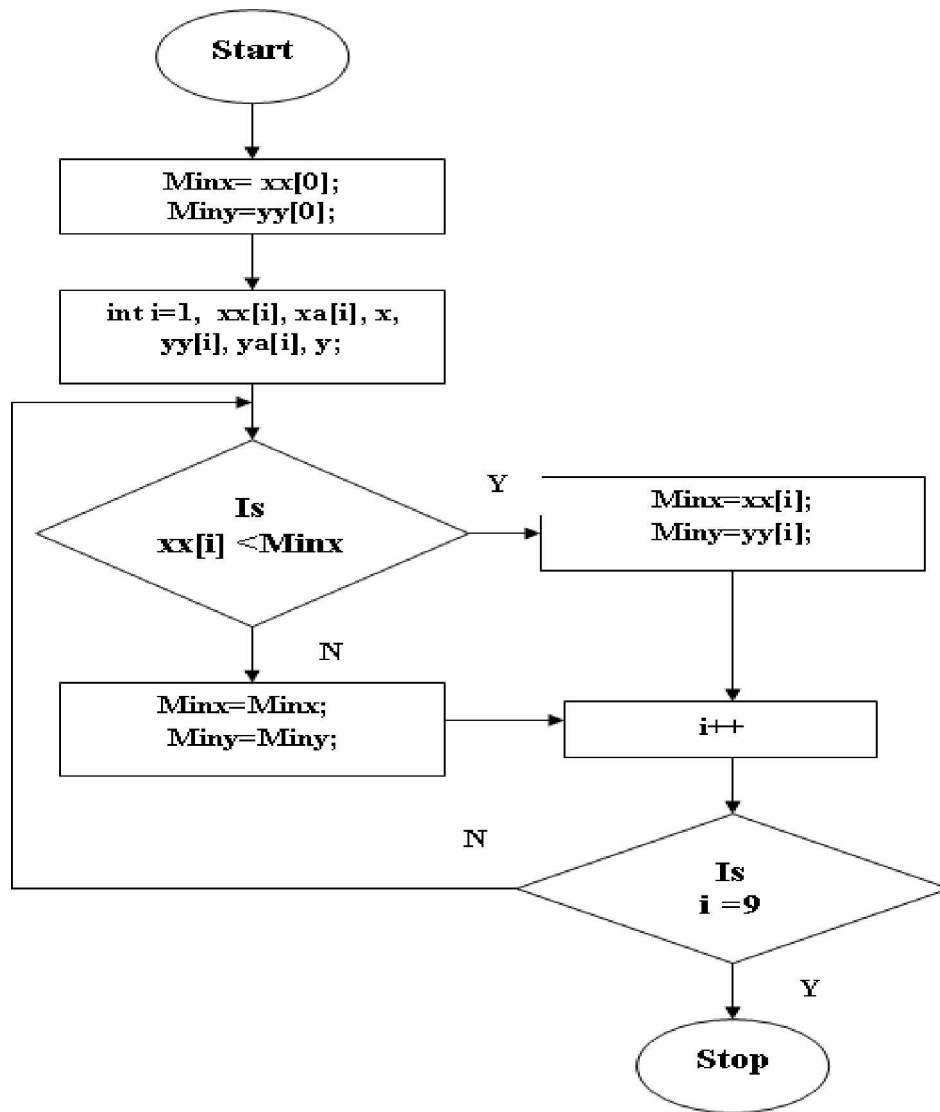 Start
Minx= xx[0];
Miny=yy[0];
int i=1, xx[i], xa[i], x,
yy[i], ya[i], y;
Is
xx[i] <Minx
Y
Minx=xx[i];
Miny=yy[i];
N
Minx=Minx;
Miny=Miny;
i++
N
Is
i =9
Y
Stop